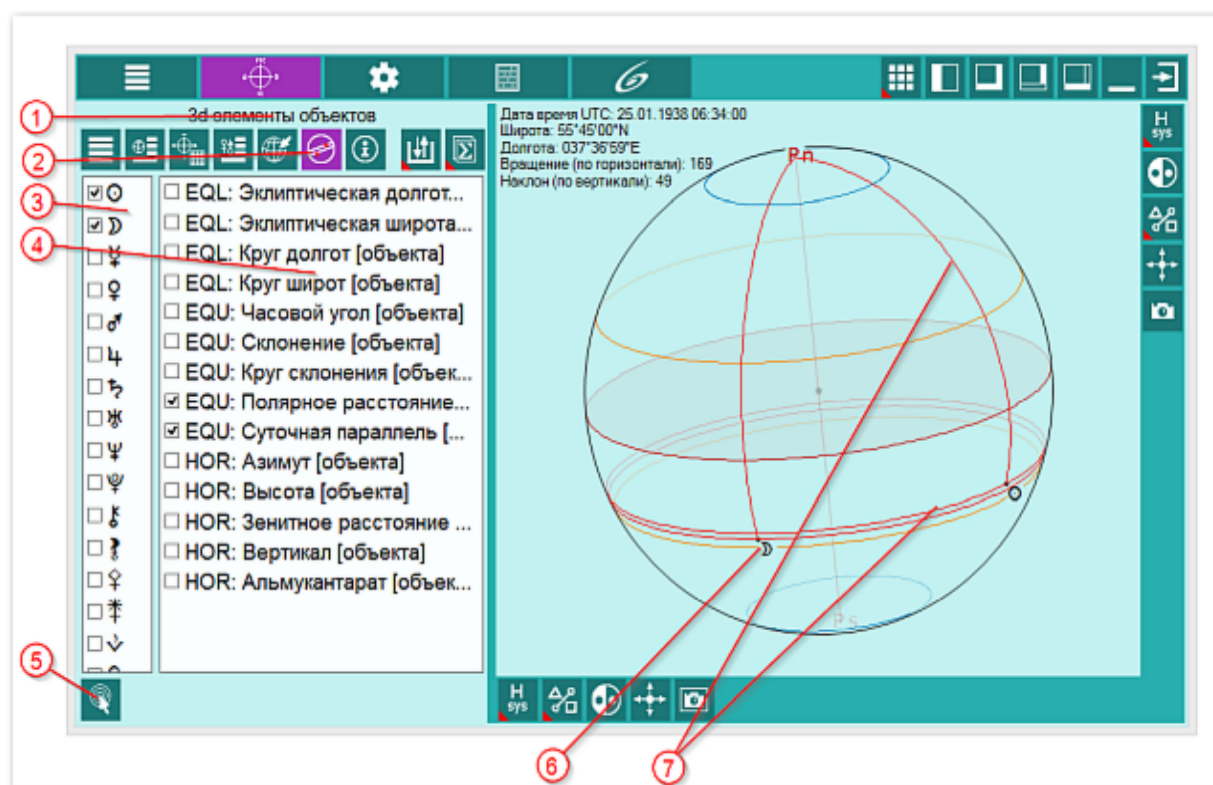 3d элементы объектов
EQL: Эклиптическая долгот...
EQL: Эклиптическая широта...
EQL: Круг долгот [объекта]
EQL: Круг широт [объекта]
EQU: Часовой угол [объекта]
EQU: Склонение [объекта]
EQU: Круг склонения [объек...
EQU: Полярное расстояние...
EQU: Суточная параллель [...
HOR: Азимут [объекта]
HOR: Высота [объекта]
HOR: Зенитное расстояние ...
HOR: Вертикал [объекта]
HOR: Альмукантарат [объек...
Дата время UTC: 25.01.1938 06:34:00
Широта: 55°45'00"N
Долгота: 037°36'59"E
Вращение (по горизонтали): 169
Наклон (по вертикали): 49
Pn
Ps
H
sys
H
sys
1
2
3
4
5
6
7